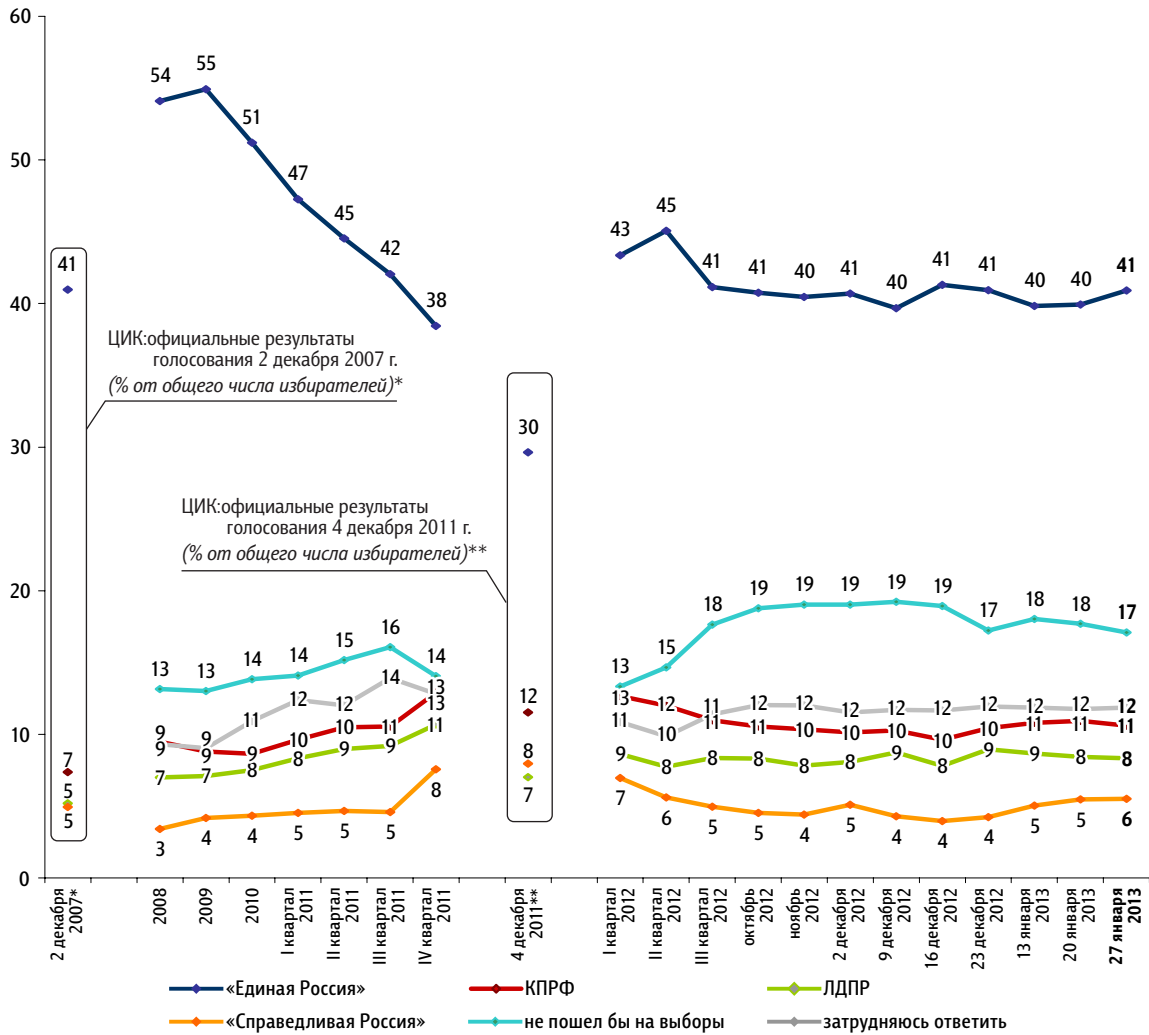 60
50
40
30
20
10
0
54 55 51 47 45 42 38
43 45 41 41 40 41 40 41 41 40 40 41
41
ЦИК:официальные результаты
голосования 2 декабря 2007 г.
(% от общего числа избирателей)*
30
ЦИК:официальные результаты
голосования 4 декабря 2011 г.
(% от общего числа избирателей)**
13 13 14 14 15 16 14
13 15 18 19 19 19 19 19 17 18 18 17
9 9 11 12 12 14 13
11 10 11 12 12 12 12 12 12 12 12 12
9 9 9 10 10 11 13
13 12 11 11 10 10 10 10 10 11 11 11
7 7 8 8 9 9 11
9 8 8 8 8 8 9 8 9 9 8 8
3 4 4 5 5 5 8
7 6 5 5 4 5 4 4 4 5 5 6
7
5
5
12
8
7
2 декабря
2007*
2008
2009
2010
I квартал
2011
II квартал
2011
III квартал
2011
IV квартал
2011
4 декабря
2011**
I квартал
2012
II квартал
2012
III квартал
2012
октябрь
2012
ноябрь
2012
2 декабря
2012
9 декабря
2012
16 декабря
2012
23 декабря
2012
13 января
2013
20 января
2013
27 января
2013
«Единая Россия» КПРФ ЛДПР
«Справедливая Россия» не пошел бы на выборы затрудняюсь ответить